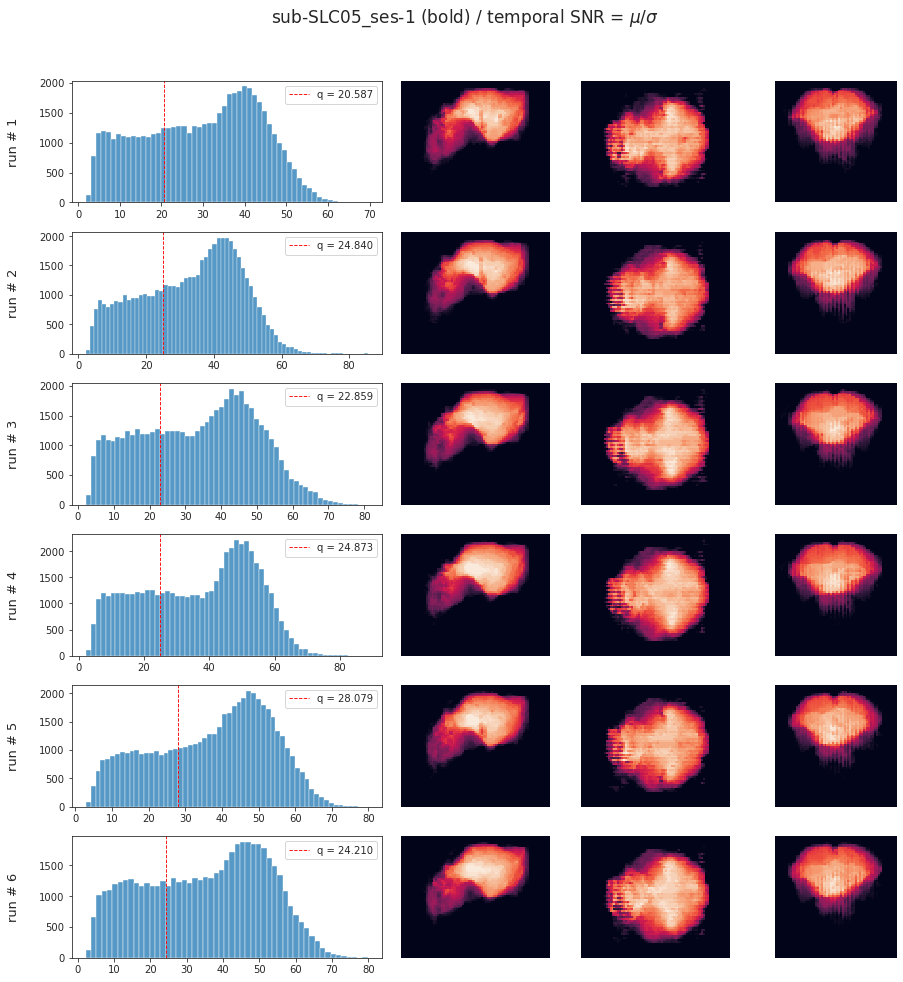 sub-SLC05_ses-1 (bold) / temporal SNR = μ/σ
run # 1
2000
1500
1000
500
0
q = 20.587
0 10 20 30 40 50 60 70
run # 2
2000
1500
1000
500
0
q = 24.840
0 20 40 60 80
run # 3
2000
1500
1000
500
0
q = 22.859
0 10 20 30 40 50 60 70 80
run # 4
2000
1500
1000
500
0
q = 24.873
0 20 40 60 80
run # 5
2000
1500
1000
500
0
q = 28.079
0 10 20 30 40 50 60 70 80
run # 6
1500
1000
500
0
q = 24.210
0 10 20 30 40 50 60 70 80